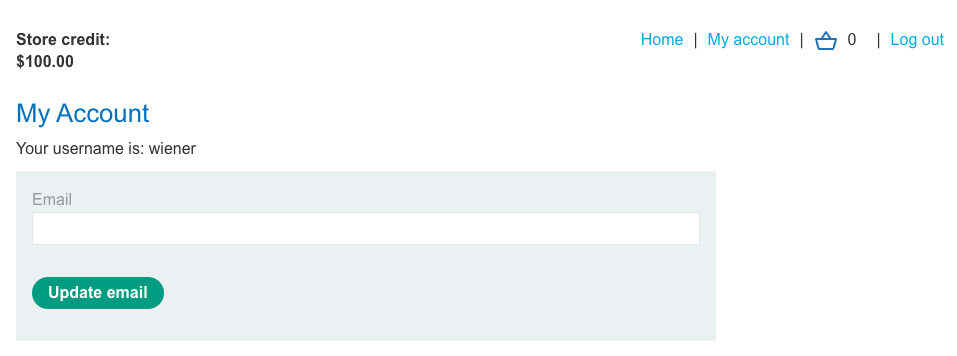 Store credit:
$100.00
Home | My account | 0 | Log out
My Account
Your username is: wiener
Email
Update email